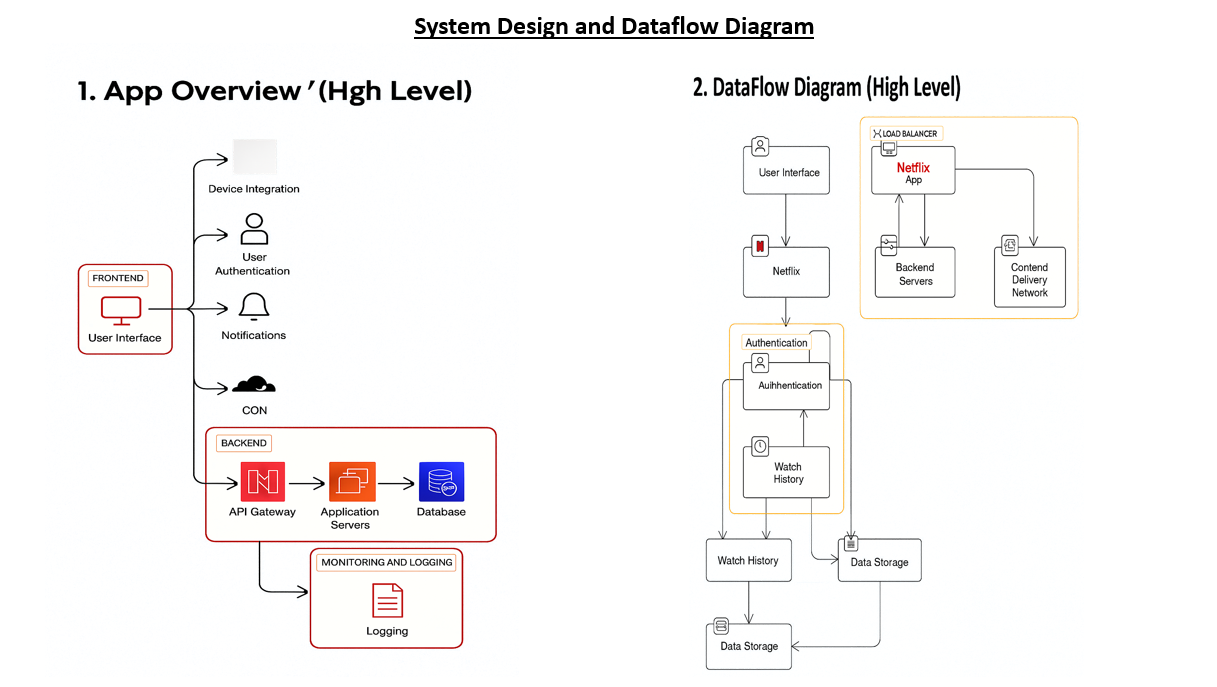 System Design and Dataflow Diagram
1. App Overview ′ (Hgh Level)
Device Integration
User
Authentication
FRONTEND
User Interface
Notifications
CON
BACKEND
API Gateway
Application
Servers
Database
MONITORING AND LOGGING
Logging
2. DataFlow Diagram (High Level)
User Interface
Netflix
Authentication
Auihhentication
Watch
History
Watch History
Data Storage
Data Storage
LOAD BALANCER
Netflix
App
Backend
Servers
Contend
Delivery
Network